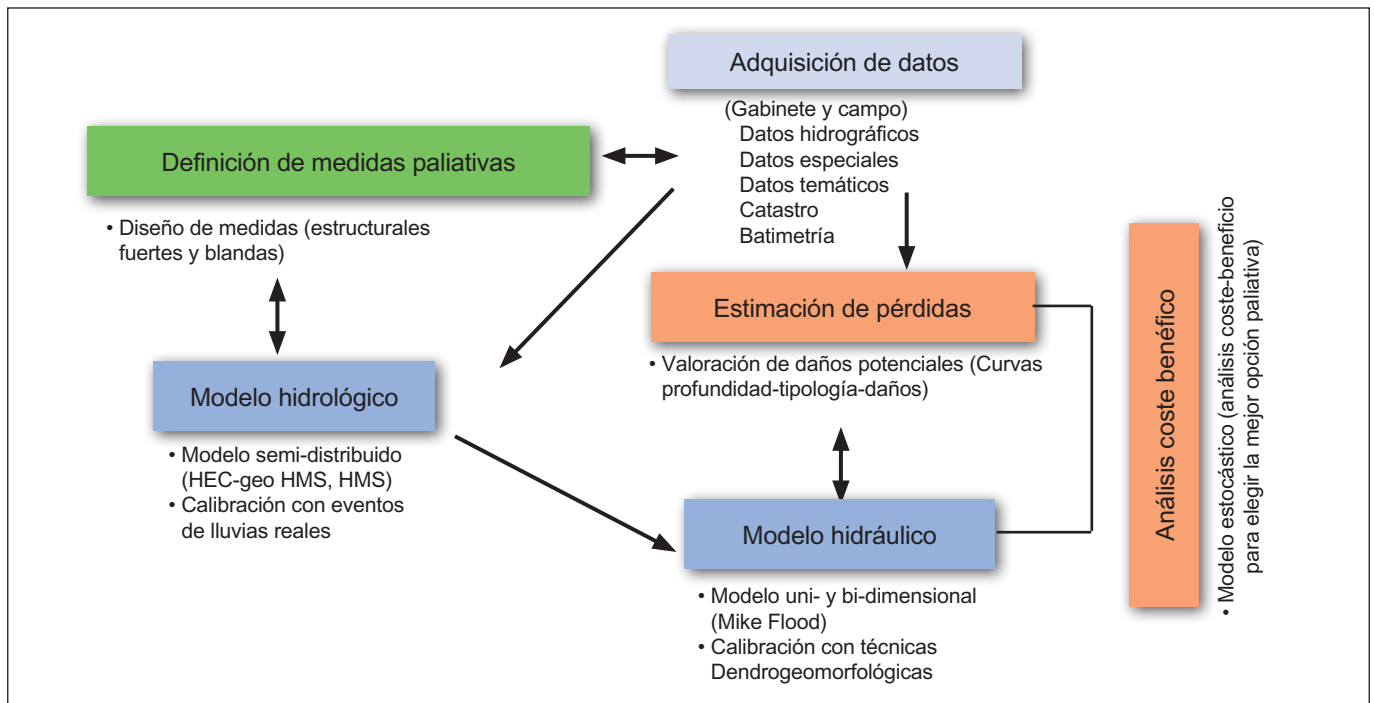 Adquisición de datos
(Gabinete y campo)
Datos hidrográficos
Datos especiales
Datos temáticos
Catastro
Batimetría
Definición de medidas paliativas
• Diseño de medidas (estructurales
fuertes y blandas)
Estimación de pérdidas
• Valoración de daños potenciales (Curvas
profundidad-tipología-daños)
Modelo hidrológico
• Modelo semi-distribuido
(HEC-geo HMS, HMS)
• Calibración con eventos
de lluvias reales
Modelo hidráulico
• Modelo uni- y bi-dimensional
(Mike Flood)
• Calibración con técnicas
Dendrogeomorfológicas
Análisis coste benéfico
• Modelo estocástico (análisis coste-beneficio
para elegir la mejor opción paliativa)